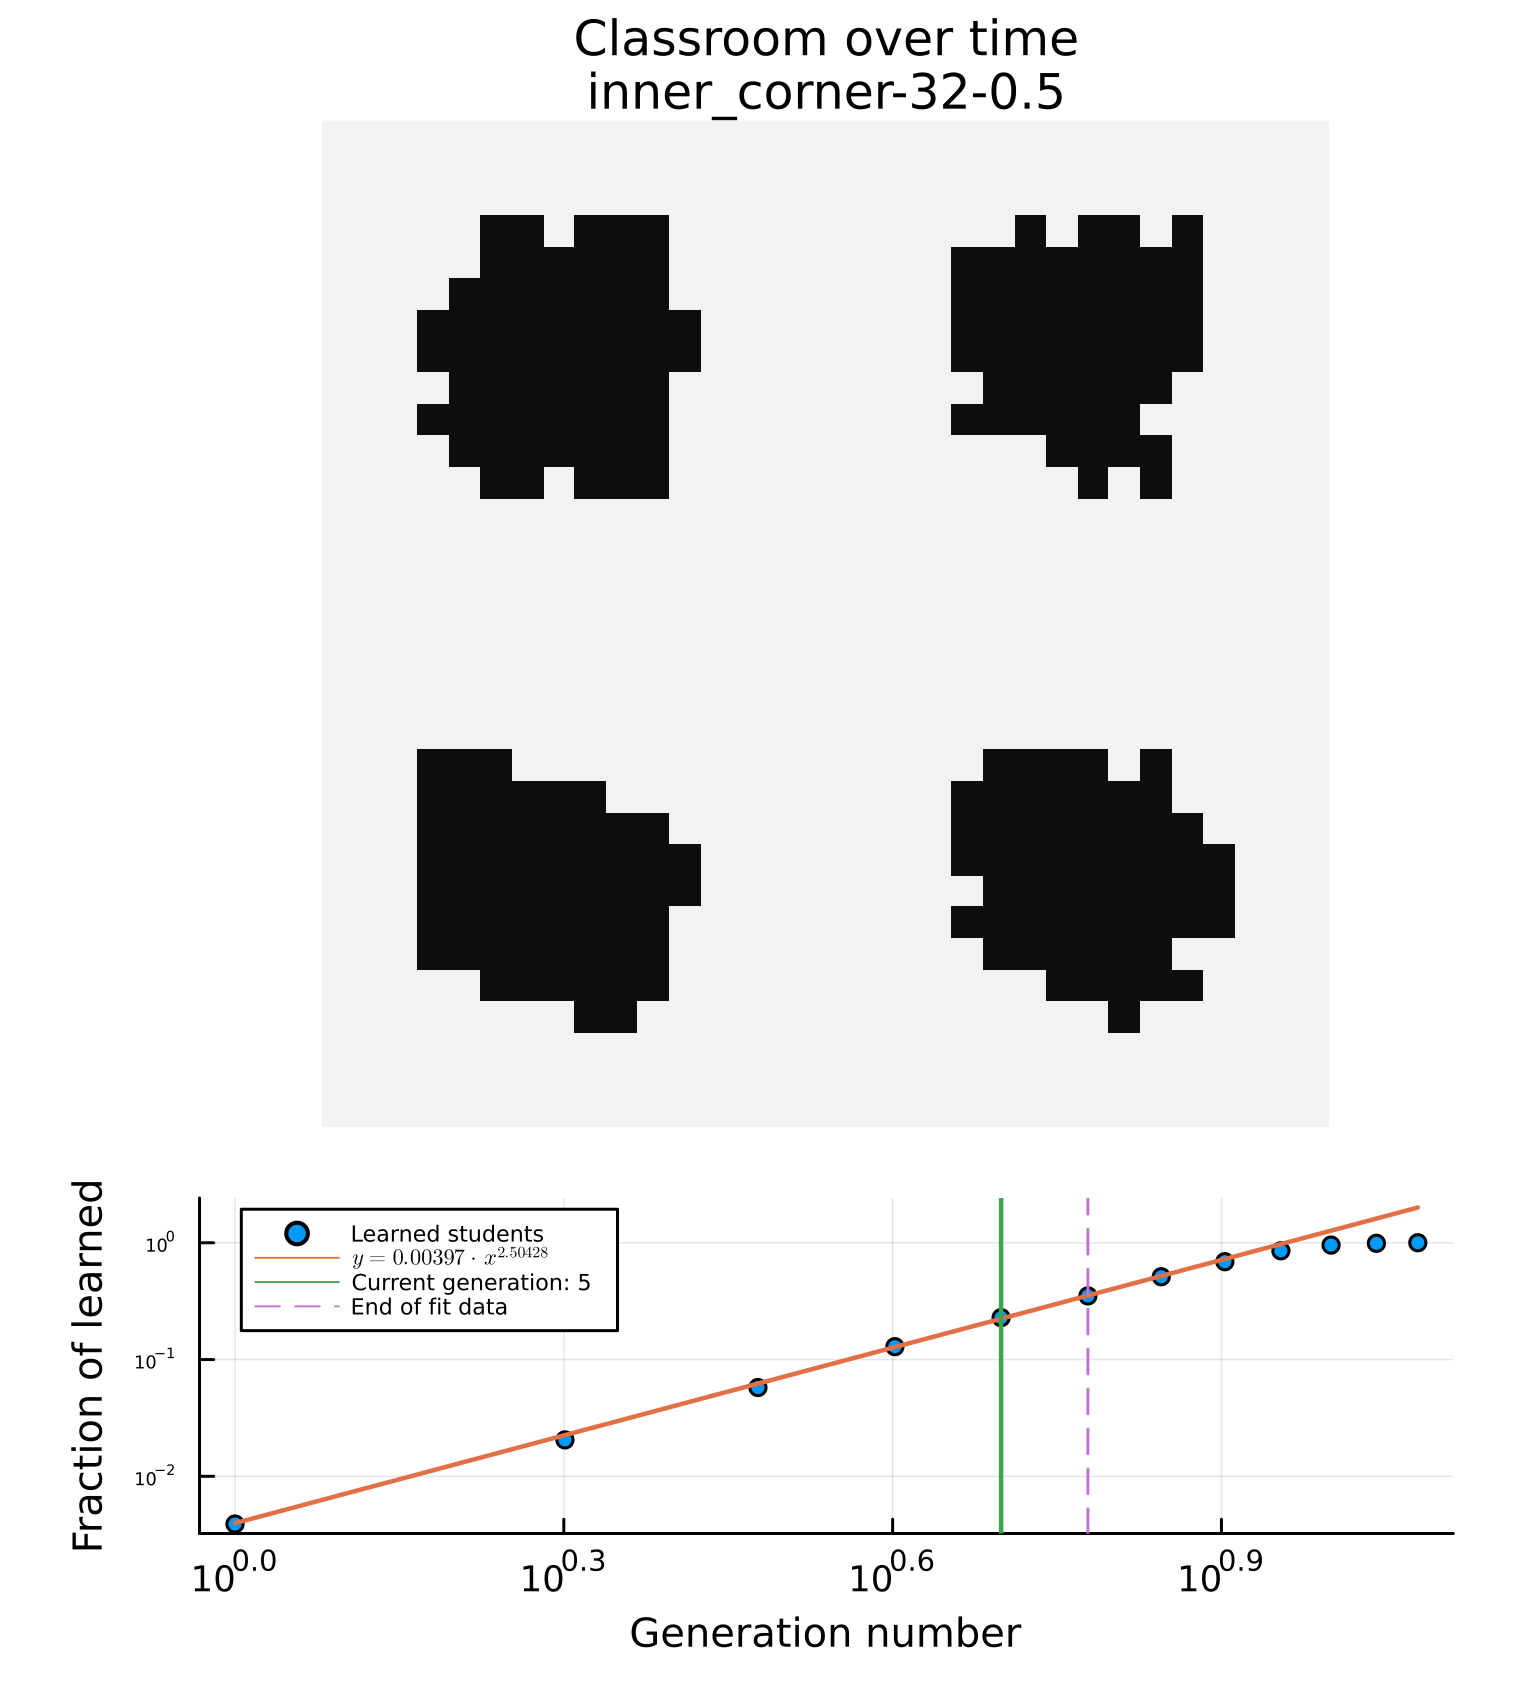 Classroom over time
inner_corner-32-0.5
Fraction of learned
10^0
10^-1
10^-2
Learned students
y = 0.00397 · x^2.50428
Current generation: 5
End of fit data
10^0.0 10^0.3 10^0.6 10^0.9
Generation number